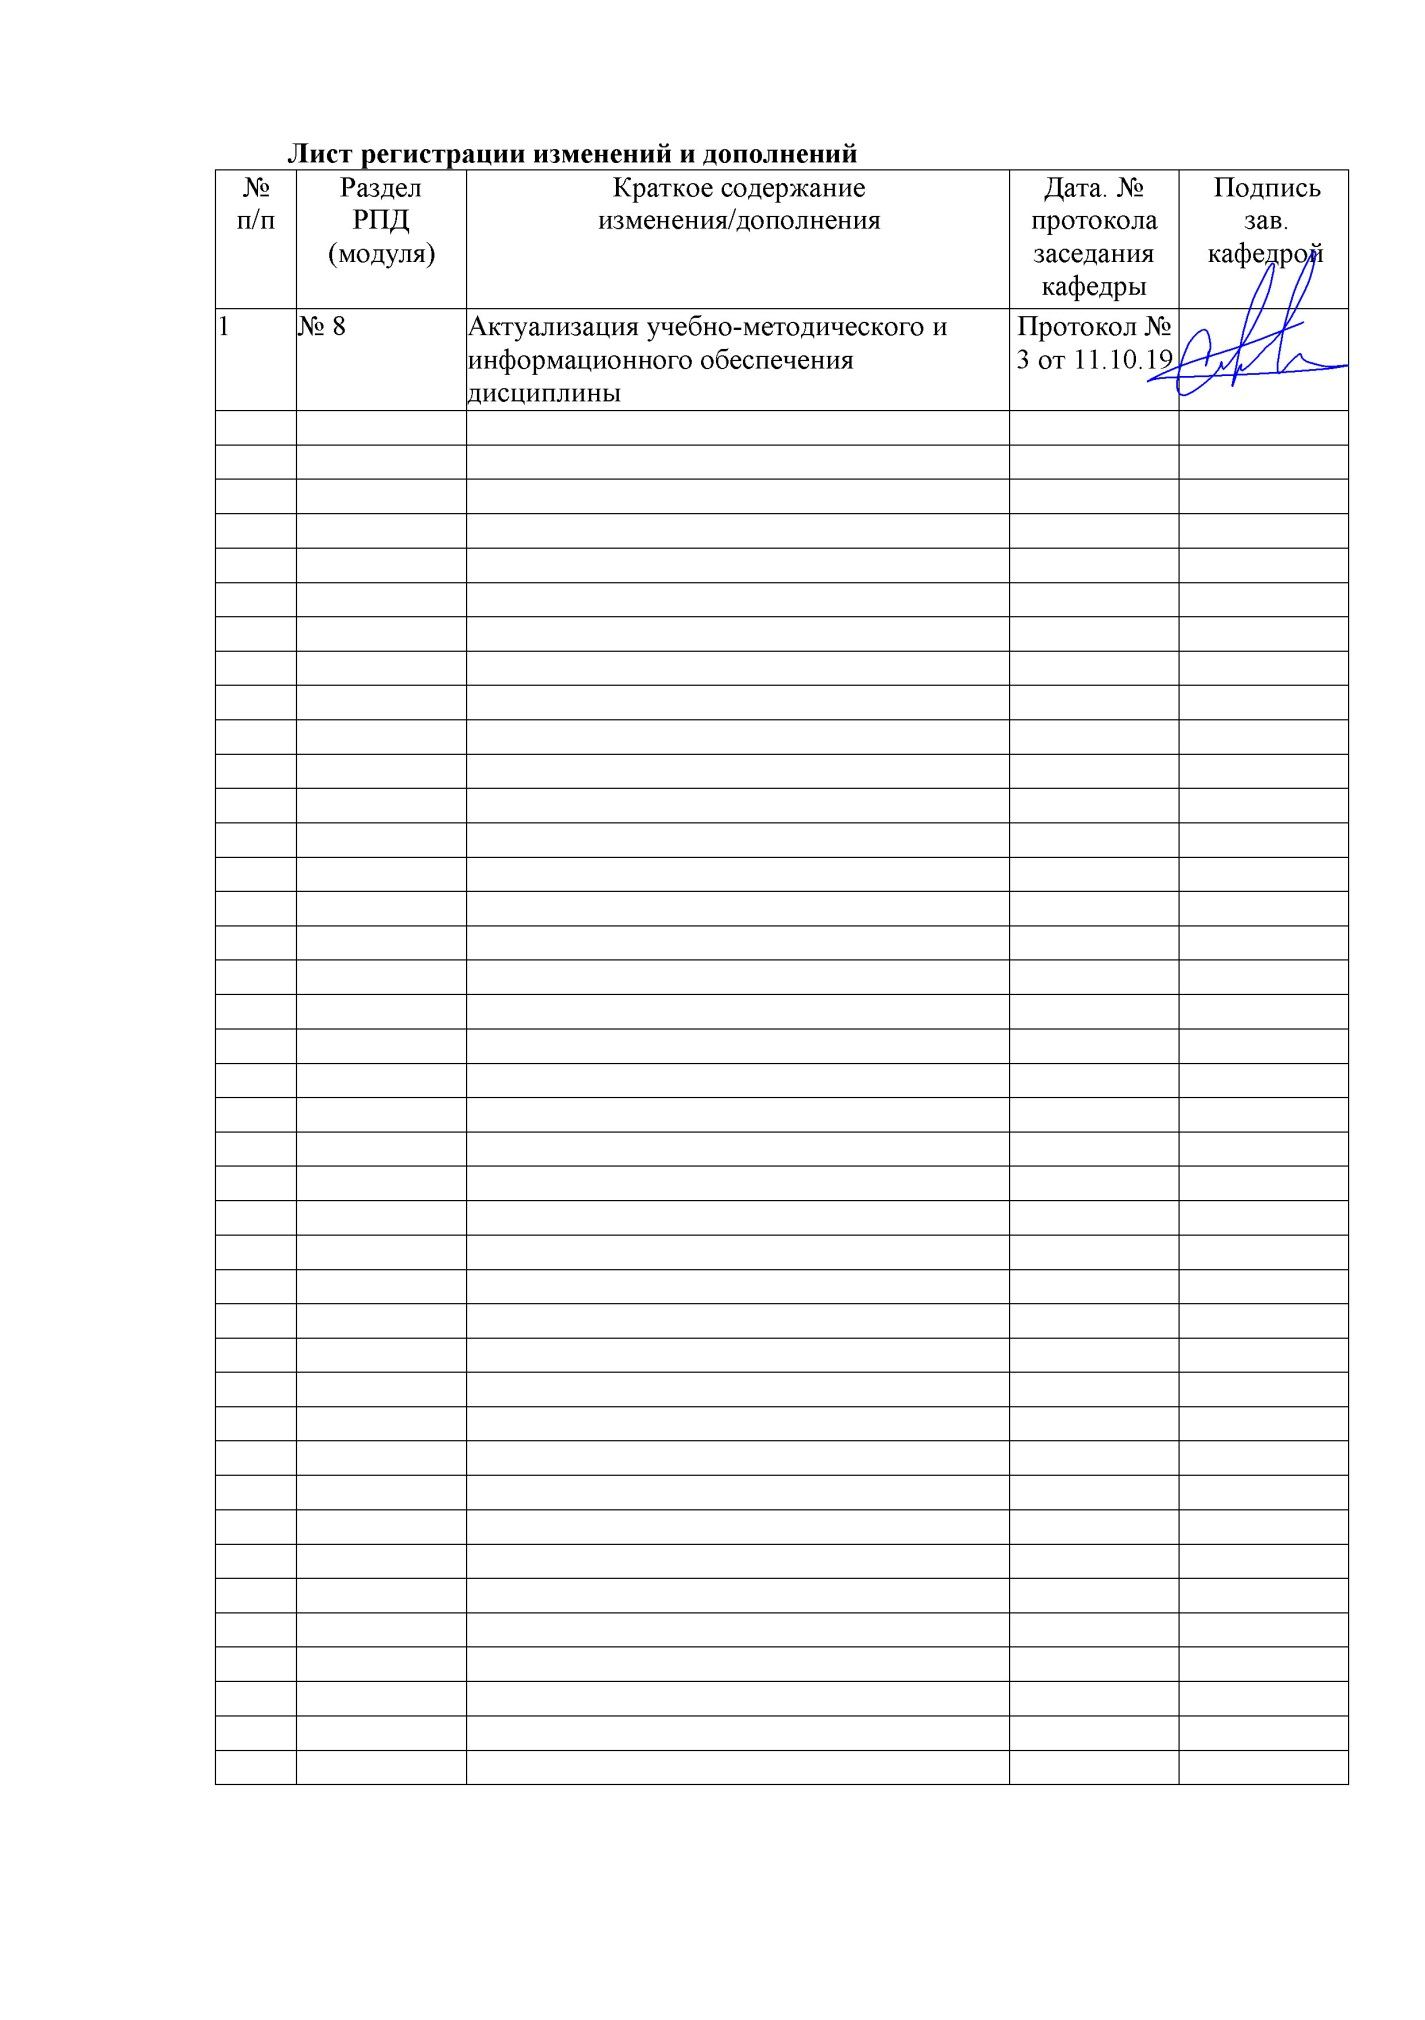 Лист регистрации изменений и дополнений
№
п/п
Раздел
РПД
(модуля)
Краткое содержание
изменения/дополнения
Дата. №
протокола
заседания
кафедры
Подпись
зав.
кафедрой
1
№ 8
Актуализация учебно-методического и
информационного обеспечения
дисциплины
Протокол №
3 от 11.10.19